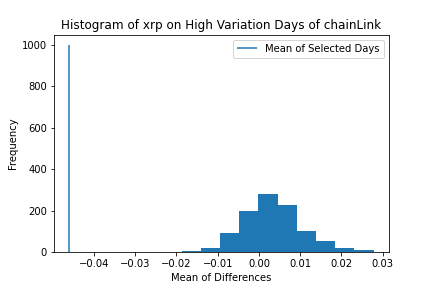 Histogram of xrp on High Variation Days of chainLink
Mean of Selected Days
Frequency
1000
800
600
400
200
0
−0.04 −0.03 −0.02 −0.01 0.00 0.01 0.02 0.03
Mean of Differences